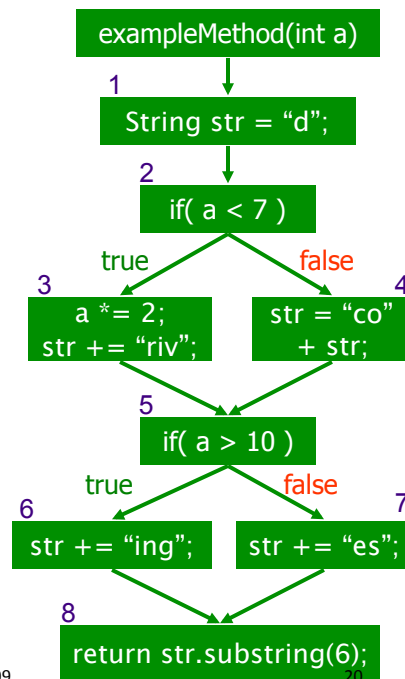 exampleMethod(int a)
1
String str = “d”;
2
if( a < 7 )
true
false
3
4
a *= 2;
str += “riv”;
str = “co”
+ str;
5
if( a > 10 )
true
false
6
7
str += “ing”;
str += “es”;
8
return str.substring(6);
20